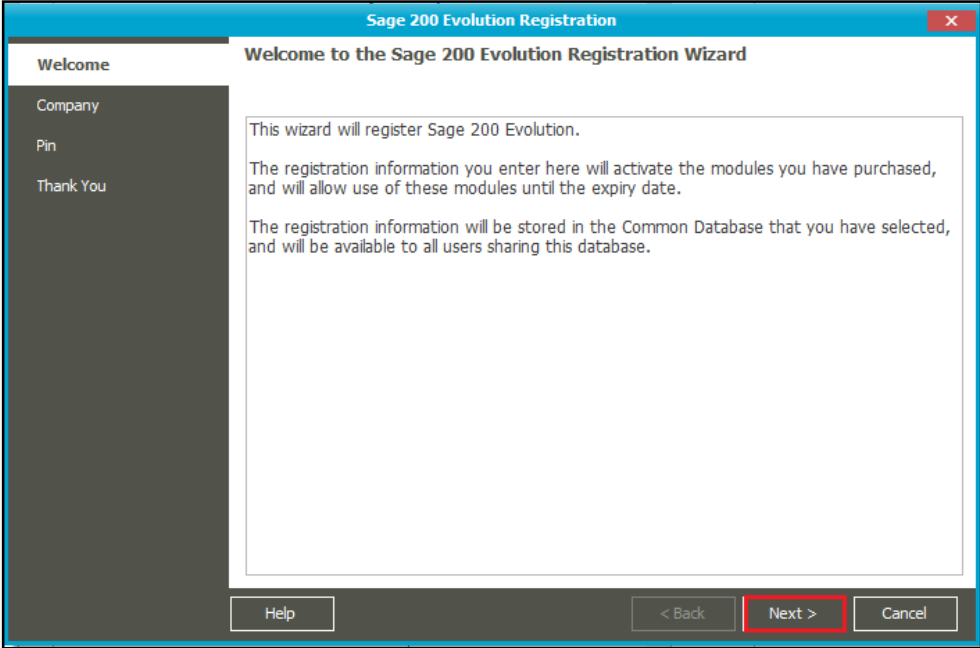 Sage 200 Evolution Registration
Welcome
Company
Pin
Thank You
Welcome to the Sage 200 Evolution Registration Wizard
This wizard will register Sage 200 Evolution.
The registration information you enter here will activate the modules you have purchased,
and will allow use of these modules until the expiry date.
The registration information will be stored in the Common Database that you have selected,
and will be available to all users sharing this database.
Help
< Back
Next >
Cancel